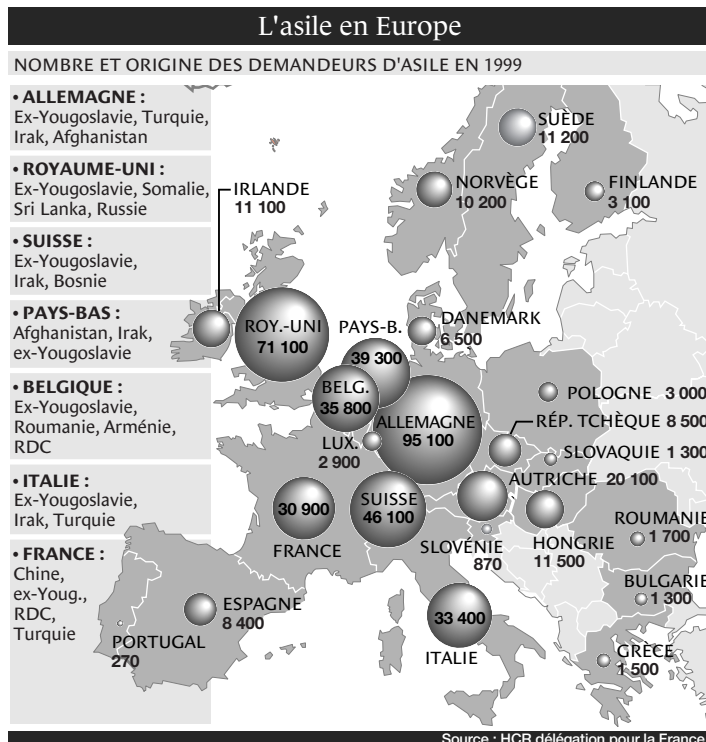 L'asile en Europe
NOMBRE ET ORIGINE DES DEMANDEURS D'ASILE EN 1999
• ALLEMAGNE :
Ex-Yougoslavie, Turquie,
Irak, Afghanistan
• ROYAUME-UNI :
Ex-Yougoslavie, Somalie,
Sri Lanka, Russie
• SUISSE :
Ex-Yougoslavie,
Irak, Bosnie
• PAYS-BAS :
Afghanistan, Irak,
ex-Yougoslavie
• BELGIQUE :
Ex-Yougoslavie,
Roumanie, Arménie,
RDC
• ITALIE :
Ex-Yougoslavie,
Irak, Turquie
• FRANCE :
Chine,
ex-Youg.,
RDC,
Turquie
SUÈDE
11 200
NORVÈGE
10 200
FINLANDE
3 100
IRLANDE
11 100
ROY.-UNI
71 100
PAYS-B.
39 300
DANEMARK
6 500
BELG.
35 800
ALLEMAGNE
95 100
POLOGNE 3 000
RÉP. TCHÈQUE 8 500
LUX.
2 900
SLOVAQUIE 1 300
AUTRICHE 20 100
30 900
FRANCE
SUISSE
46 100
SLOVÉNIE
870
HONGRIE
11 500
ROUMANIE
1 700
BULGARIE
1 300
ESPAGNE
8 400
PORTUGAL
270
33 400
ITALIE
GRÈCE
1 500
Source : HCR délégation pour la France